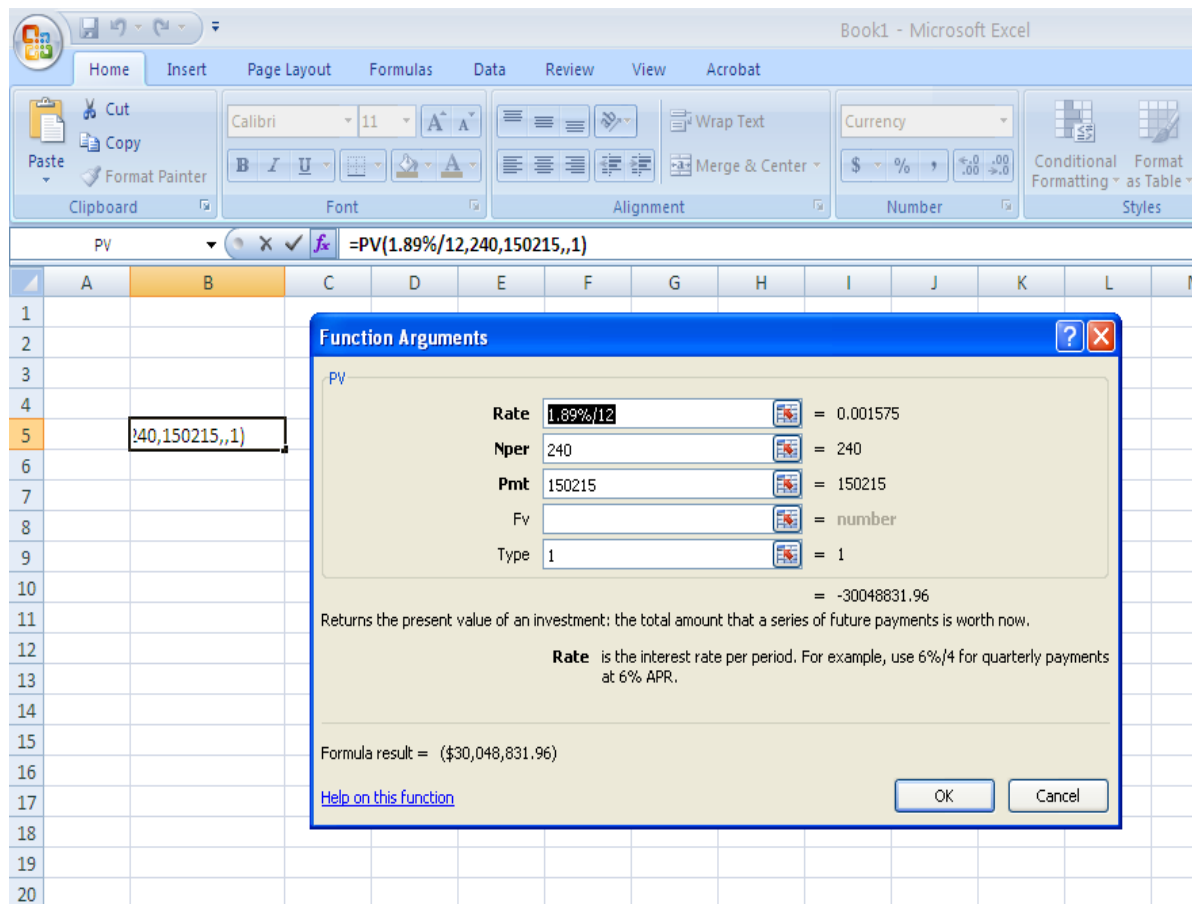 Book1 - Microsoft Excel
Home Insert Page Layout Formulas Data Review View Acrobat
Paste
Cut
Copy
Format Painter
Clipboard
Calibri 11 A A
B I U A
Font
Wrap Text
Merge & Center
Alignment
Currency
$ % , .0 .00 .00 .0
Number
Conditional Formatting
Format as Table
Styles
PV fx =PV(1.89%/12,240,150215,,1)
A B C D E F G H I J K L
1
2
3
4
5 240,150215,,1)
6
7
8
9
10
11
12
13
14
15
16
17
18
19
20
Function Arguments ?
PV
Rate 1.89%/12 = 0.001575
Nper 240 = 240
Pmt 150215 = 150215
Fv = number
Type 1 = 1
= -30048831.96
Returns the present value of an investment: the total amount that a series of future payments is worth now.
Rate is the interest rate per period. For example, use 6%/4 for quarterly payments
at 6% APR.
Formula result = ($30,048,831.96)
Help on this function
OK Cancel